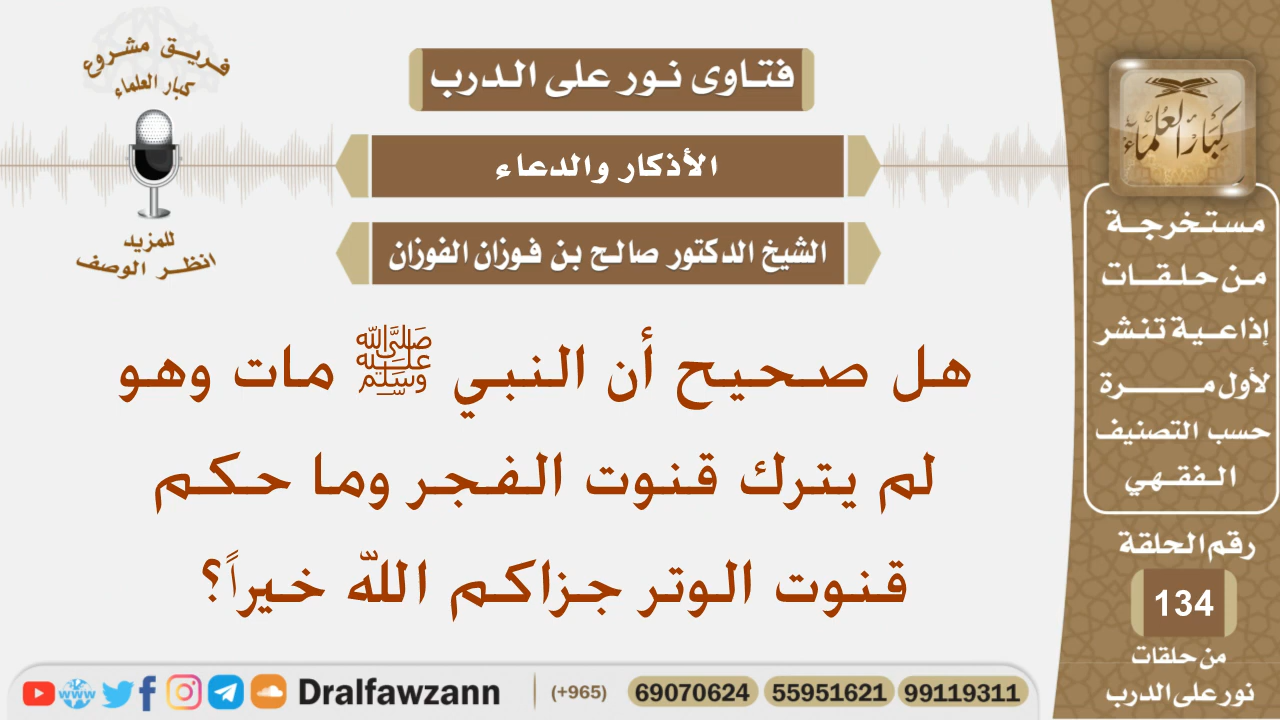 فريق مشروع
كبار العلماء
للمزيد
انظر الوصف
فتاوى نور على الدرب
الأذكار والدعاء
الشيخ الدكتور صالح بن فوزان الفوزان
هل صحيح أن النبي ﷺ مات وهو
لم يترك قنوت الفجر وما حكم
قنوت الوتر جزاكم الله خيراً؟
كبار العلماء
مستخرجة
من حلقات
إذاعية تنشر
لأول مرة
حسب التصنيف
الفقهي
رقم الحلقة
134
من حلقات
نور على الدرب
www Dralfawzann (+965) 69070624 55951621 99119311